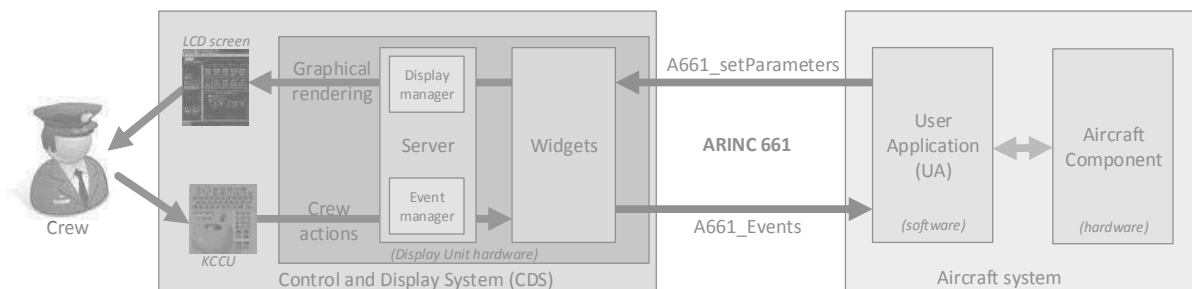 LCD screen
Graphical
rendering
Display
manager
Server
Event
manager
Widgets
Crew
Crew
actions
KCCU
(Display Unit hardware)
Control and Display System (CDS)
A661_setParameters
ARINC 661
A661_Events
User
Application
(UA)
(software)
Aircraft
Component
(hardware)
Aircraft system